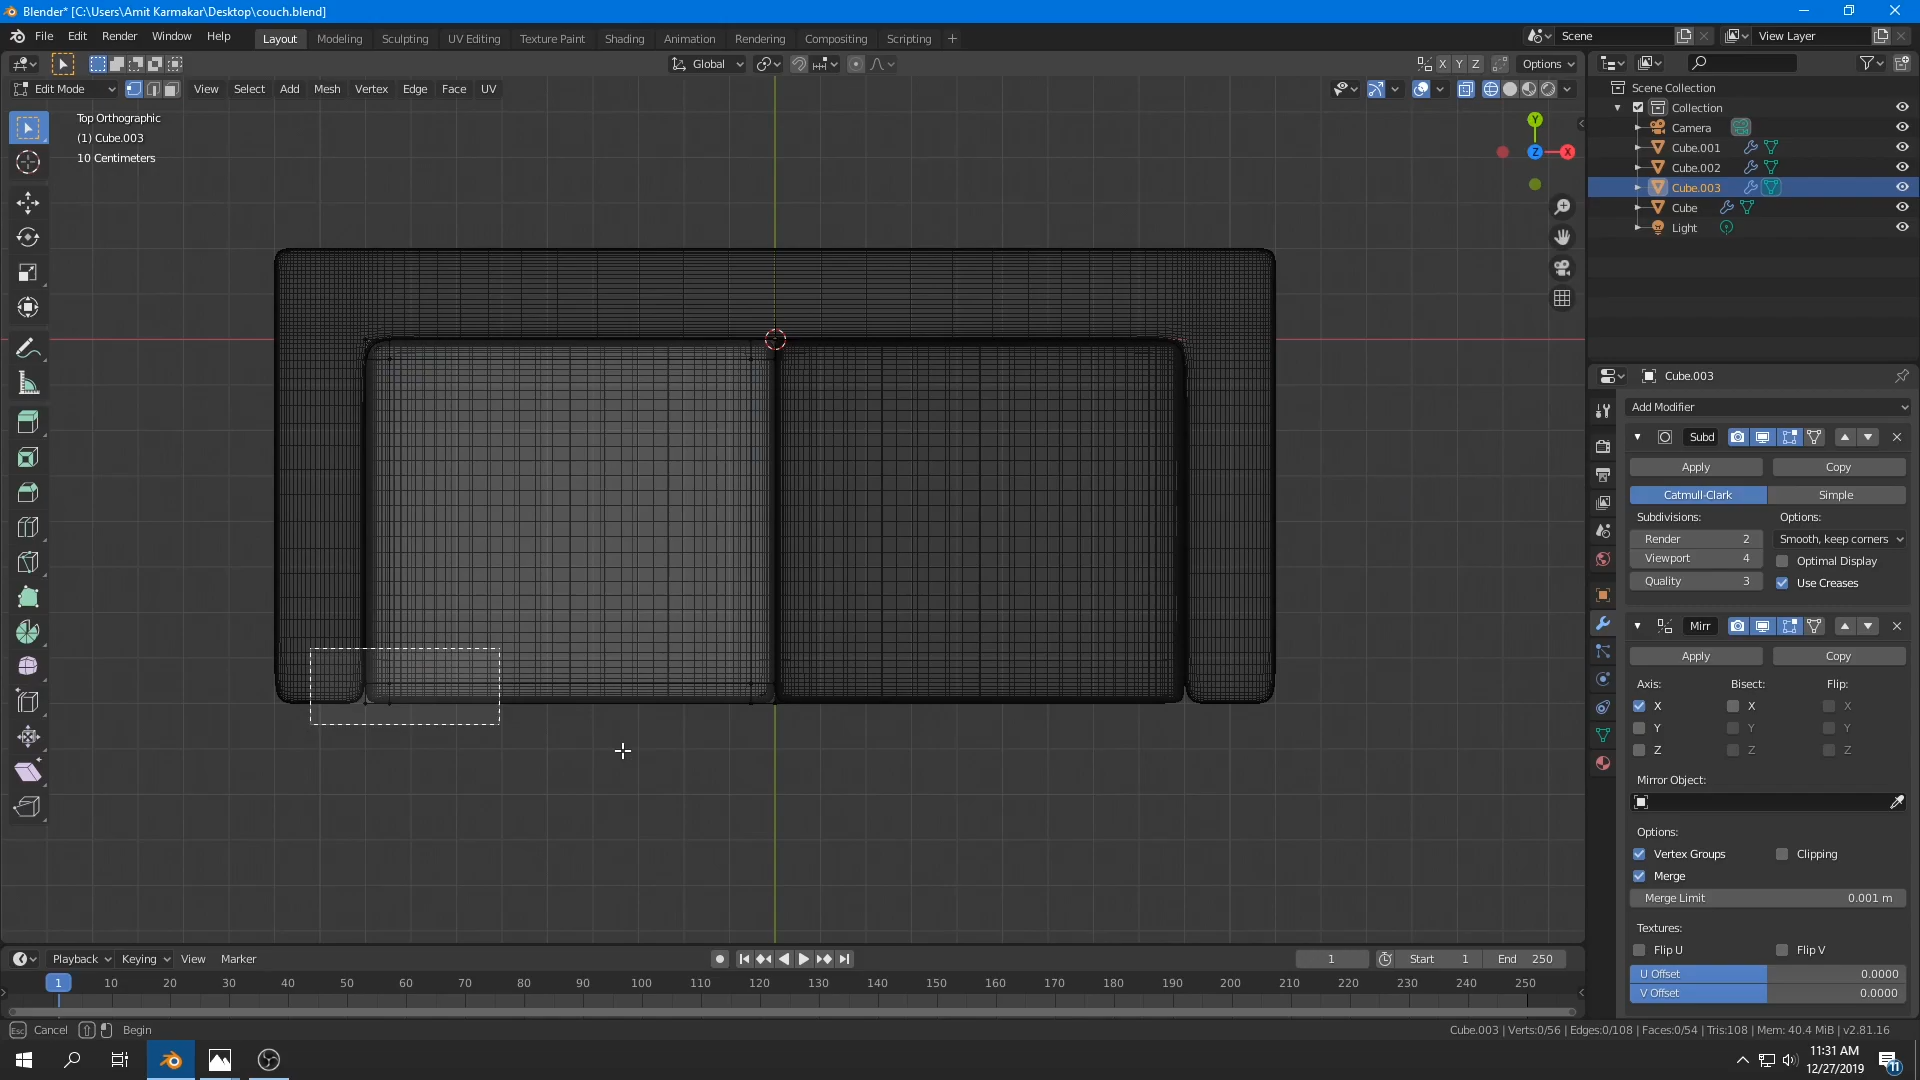 Blender* [C:\Users\Amit Karmakar\Desktop\couch.blend]
File Edit Render Window Help Layout Modeling Sculpting UV Editing Texture Paint Shading Animation Rendering Compositing Scripting Scene View Layer
Global X Y Z Options
Edit Mode View Select Add Mesh Vertex Edge Face UV
Top Orthographic
(1) Cube.003
10 Centimeters
Y
X
Z
Scene Collection
Collection
Camera
Cube.001
Cube.002
Cube.003
Cube
Light
Cube.003
Add Modifier
Subd
Apply Copy
Catmull-Clark Simple
Subdivisions: Options:
Render 2 Smooth, keep corners
Viewport 4 Optimal Display
Quality 3 Use Creases
Mirr
Apply Copy
Axis: Bisect: Flip:
X X X
Y Y Y
Z Z Z
Mirror Object:
Options:
Vertex Groups Clipping
Merge
Merge Limit 0.001 m
Textures:
Flip U Flip V
U Offset 0.0000
V Offset 0.0000
Playback Keying View Marker 1 Start 1 End 250
1 10 20 30 40 50 60 70 80 90 100 110 120 130 140 150 160 170 180 190 200 210 220 230 240 250
Esc Cancel Begin Cube.003 | Verts:0/56 | Edges:0/108 | Faces:0/54 | Tris:108 | Mem: 40.4 MiB | v2.81.16
11:31 AM
12/27/2019
11